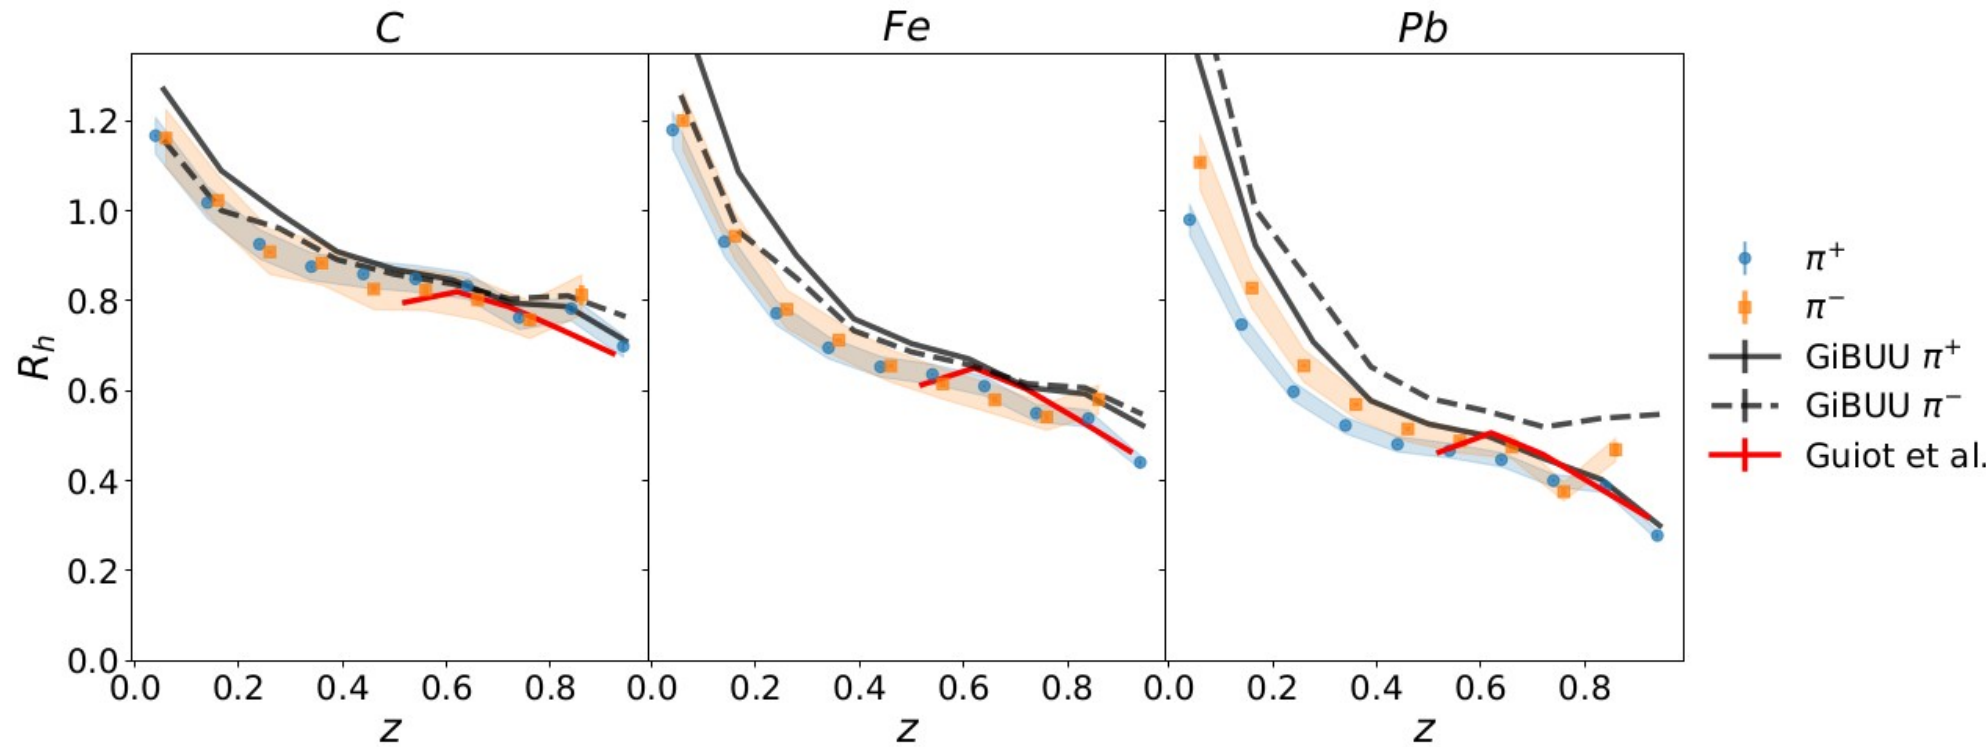 C Fe Pb
R_h
1.2
1.0
0.8
0.6
0.4
0.2
0.0
0.0 0.2 0.4 0.6 0.8 0.0 0.2 0.4 0.6 0.8 0.0 0.2 0.4 0.6 0.8
z z z
π⁺
π⁻
GiBUU π⁺
GiBUU π⁻
Guiot et al.